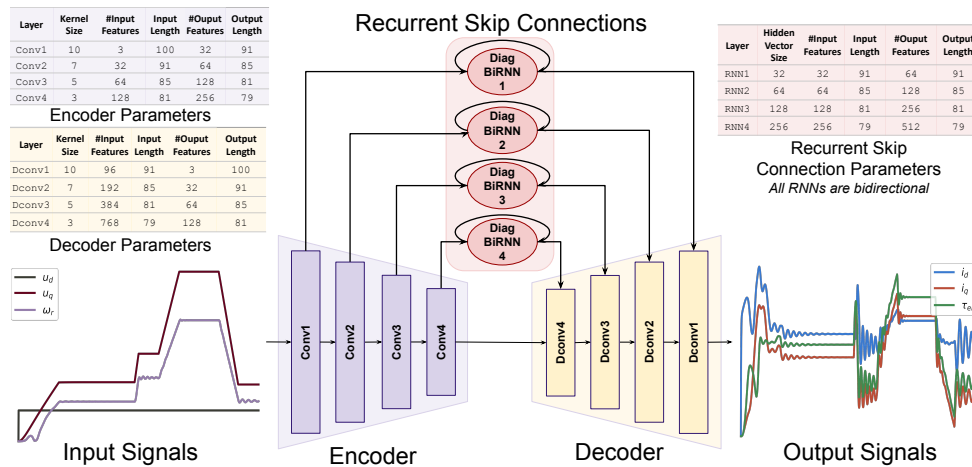 Layer Kernel Size #Input Features Input Length #Ouput Features Output Length
Conv1 10 3 100 32 91
Conv2 7 32 91 64 85
Conv3 5 64 85 128 81
Conv4 3 128 81 256 79
Encoder Parameters
Layer Kernel Size #Input Features Input Length #Ouput Features Output Length
Dconv1 10 96 91 3 100
Dconv2 7 192 85 32 91
Dconv3 5 384 81 64 85
Dconv4 3 768 79 128 81
Decoder Parameters
Recurrent Skip Connections
Diag
BiRNN
1
Diag
BiRNN
2
Diag
BiRNN
3
Diag
BiRNN
4
Layer Hidden Vector Size #Input Features Input Length #Ouput Features Output Length
RNN1 32 32 91 64 91
RNN2 64 64 85 128 85
RNN3 128 128 81 256 81
RNN4 256 256 79 512 79
Recurrent Skip
Connection Parameters
All RNNs are bidirectional
u_d
u_q
ω_r
Input Signals
Conv1
Conv2
Conv3
Conv4
Encoder
Dconv4
Dconv3
Dconv2
Dconv1
Decoder
i_d
i_q
Output Signals